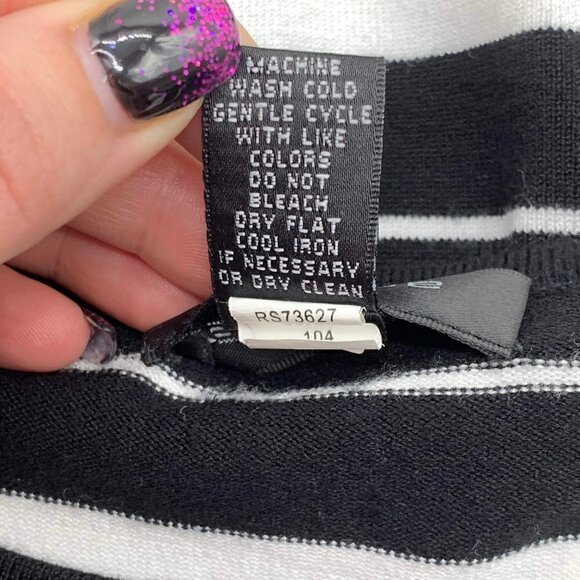 MACHINE
WASH COLD
GENTLE CYCLE
WITH LIKE
COLORS
DO NOT
BLEACH
DRY FLAT
COOL IRON
IF NECESSARY
OR DRY CLEAN
RS73627
104